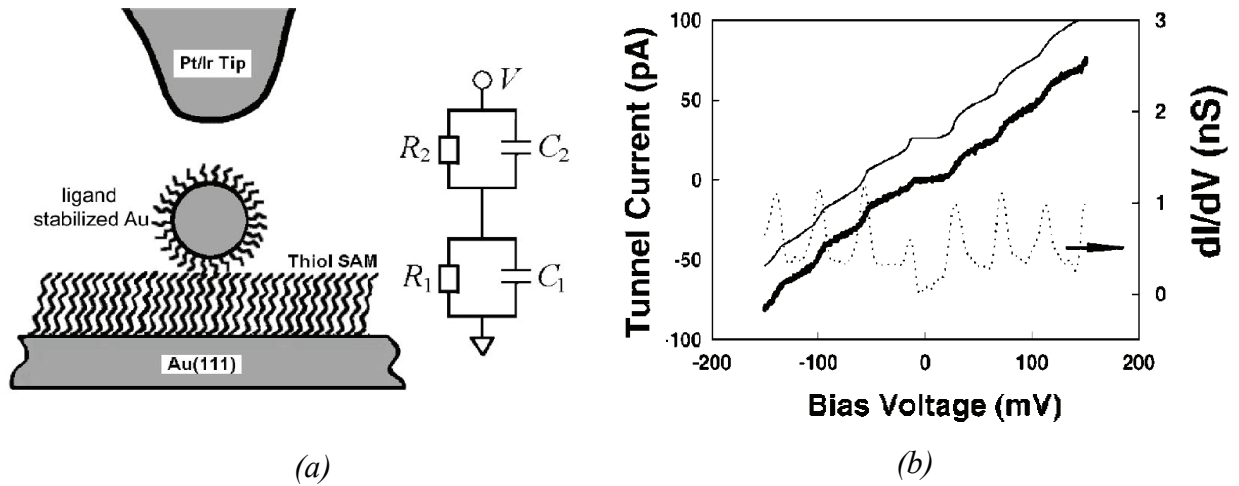 Pt/Ir Tip
ligand
stabilized Au
Thiol SAM
Au(111)
V
R2
C2
R1
C1
(a)
Tunnel Current (pA)
100
50
0
-50
-100
-200
-100
0
100
200
Bias Voltage (mV)
3
2
1
0
dI/dV (nS)
(b)